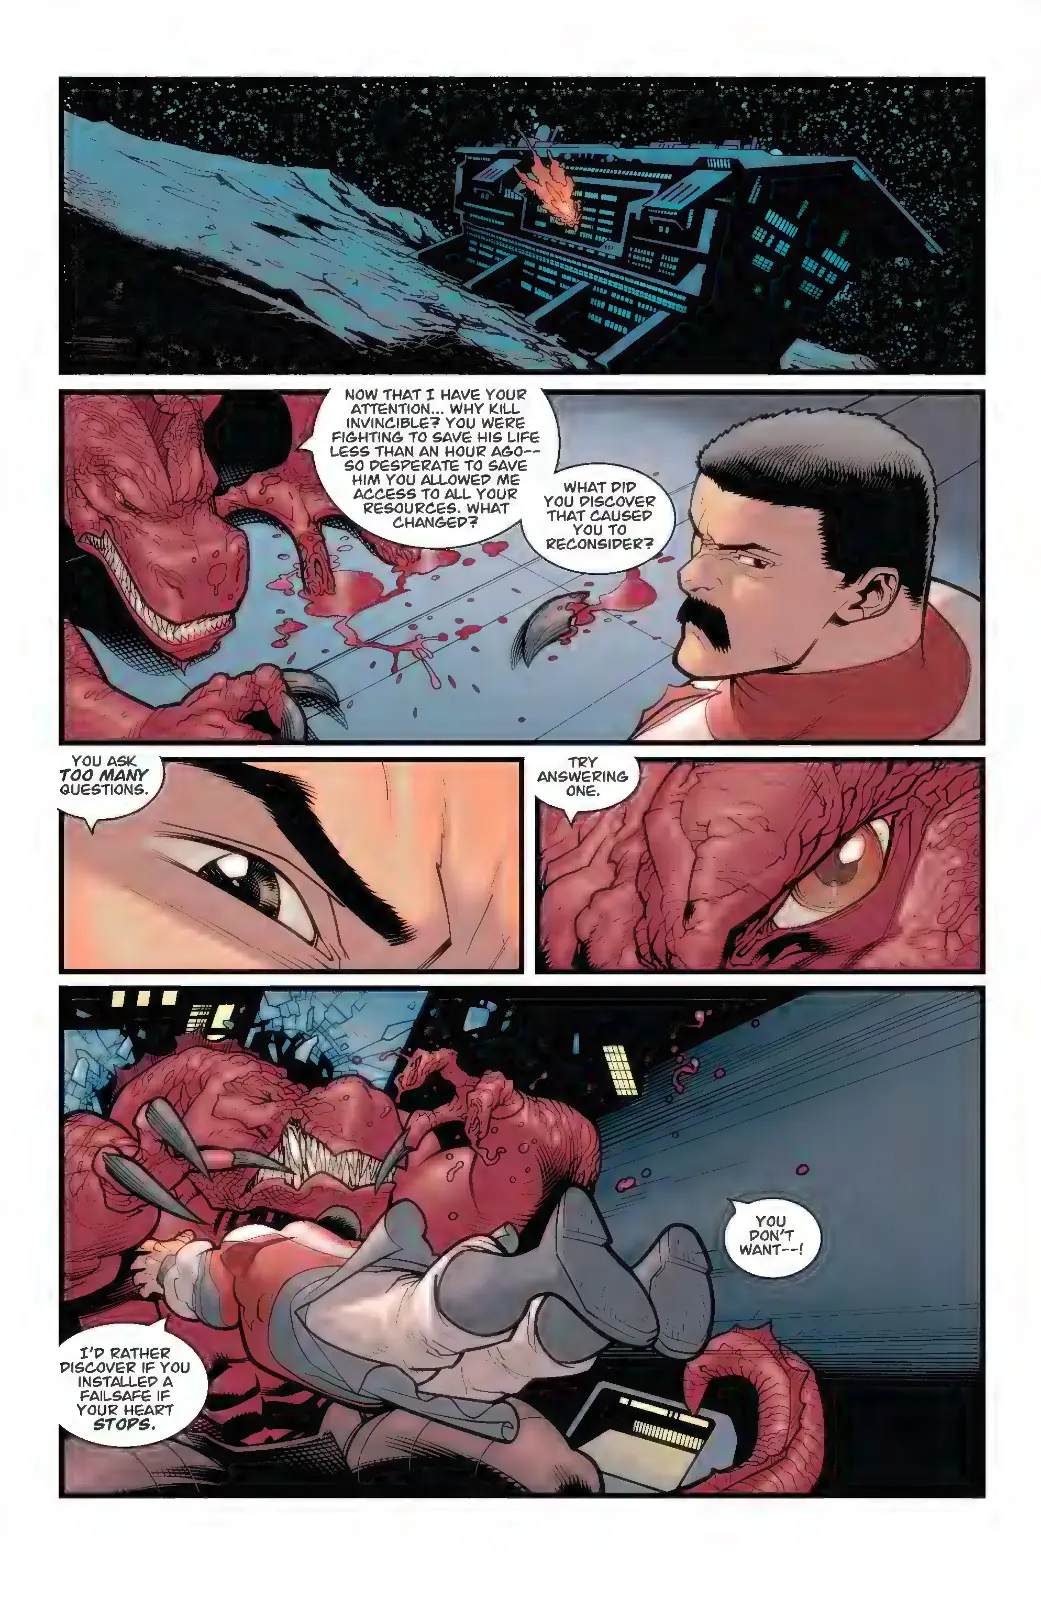 NOW THAT I HAVE YOUR
ATTENTION... WHY KILL
INVINCIBLE? YOU WERE
FIGHTING TO SAVE HIS LIFE
LESS THAN AN HOUR AGO--
SO DESPERATE TO SAVE
HIM YOU ALLOWED ME
ACCESS TO ALL YOUR
RESOURCES. WHAT
CHANGED?
WHAT DID
YOU DISCOVER
THAT CAUSED
YOU TO
RECONSIDER?
YOU ASK
TOO MANY
QUESTIONS.
TRY
ANSWERING
ONE.
YOU
DON'T
WANT--!
I'D RATHER
DISCOVER IF YOU
INSTALLED A
FAILSAFE IF
YOUR HEART
STOPS.